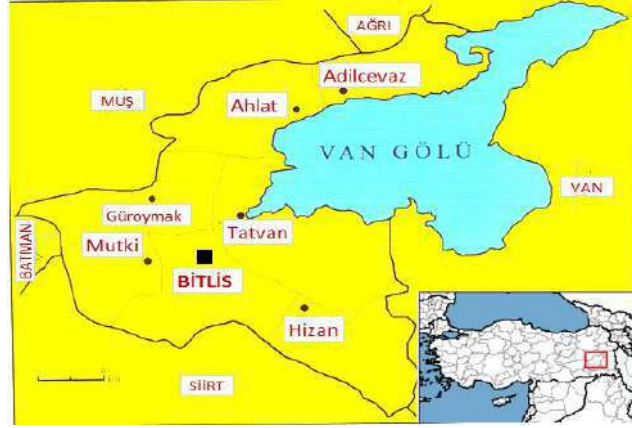 AĞRI
Adilcevaz
MUŞ
Ahlat
VAN GÖLÜ
VAN
Güroymak
Tatvan
BATMAN
Mutki
BİTLİS
Hizan
SİİRT